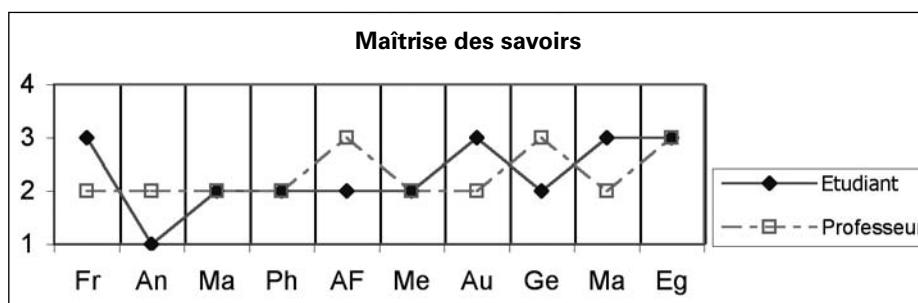 Maîtrise des savoirs
4
3
2
1
Fr An Ma Ph AF Me Au Ge Ma Eg
Etudiant
Professeur